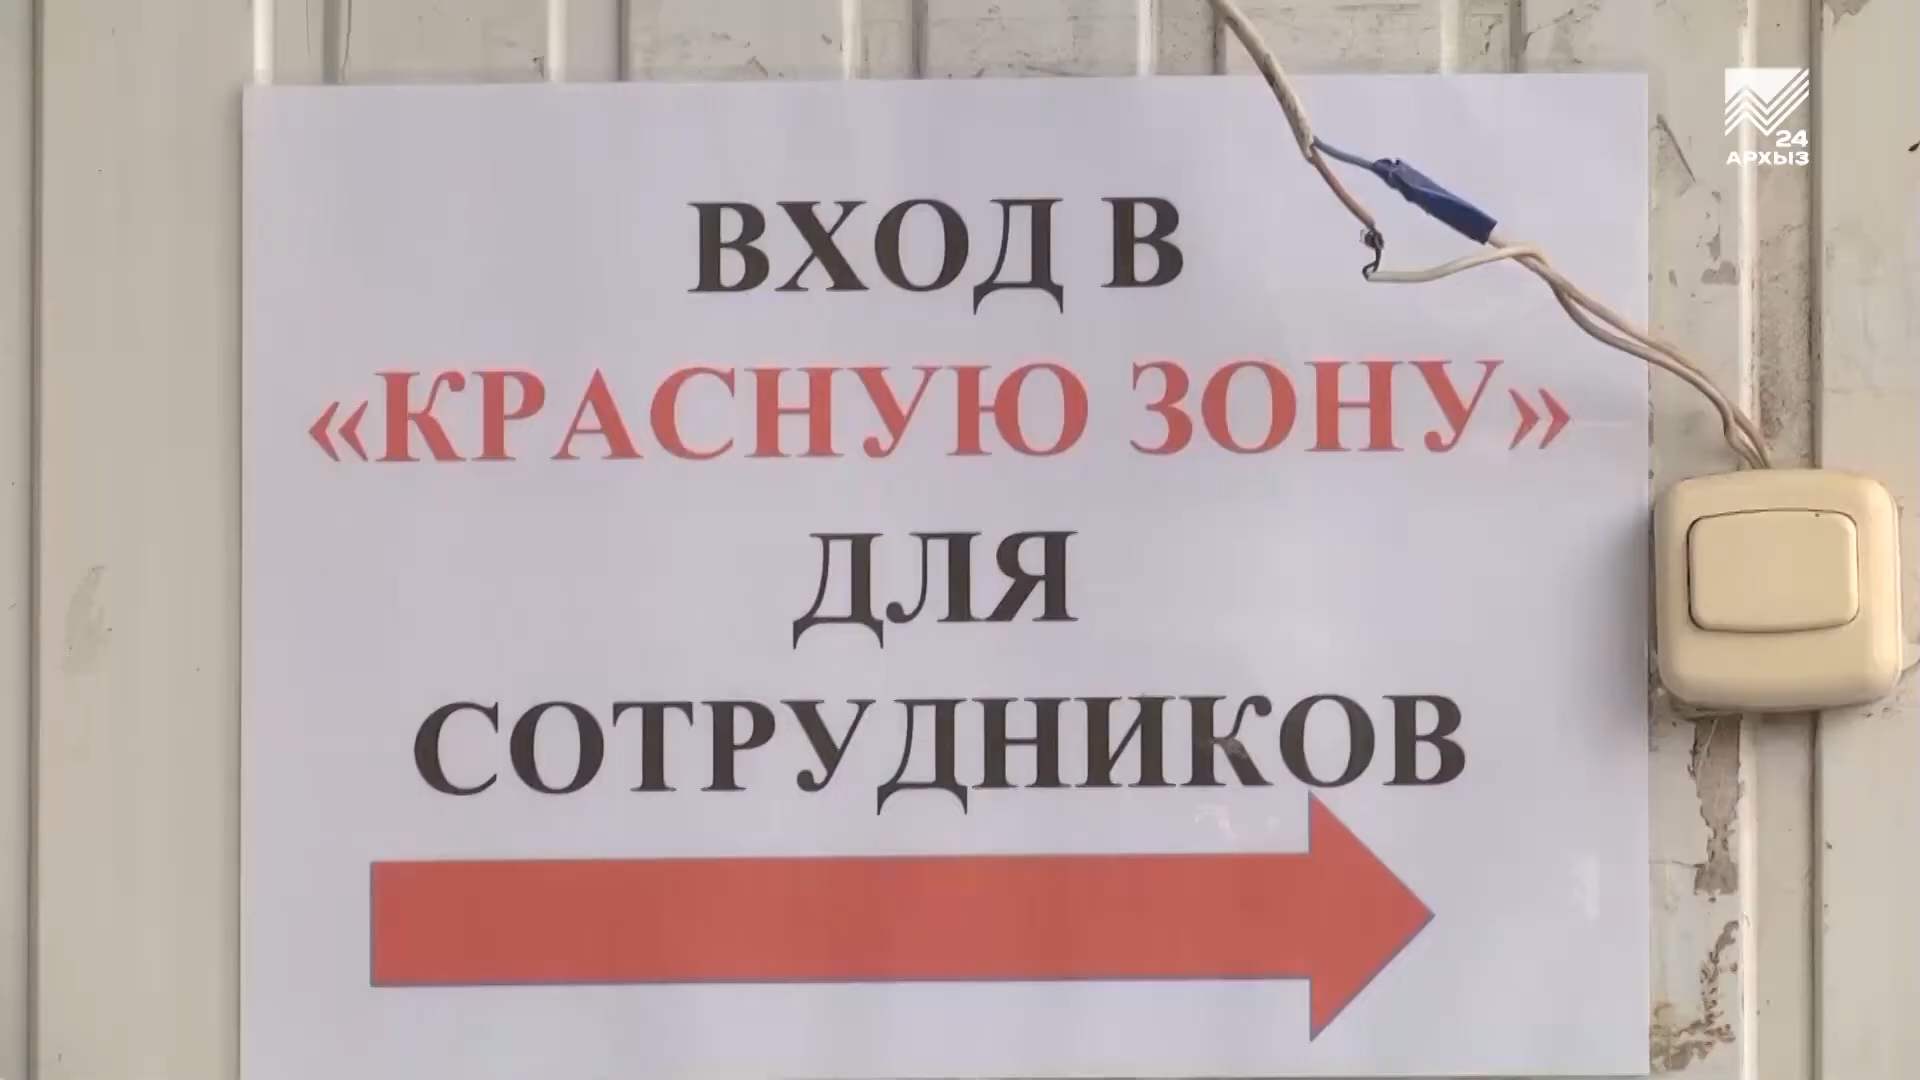 24
АРХЫЗ
ВХОД В
«КРАСНУЮ ЗОНУ»
ДЛЯ
СОТРУДНИКОВ